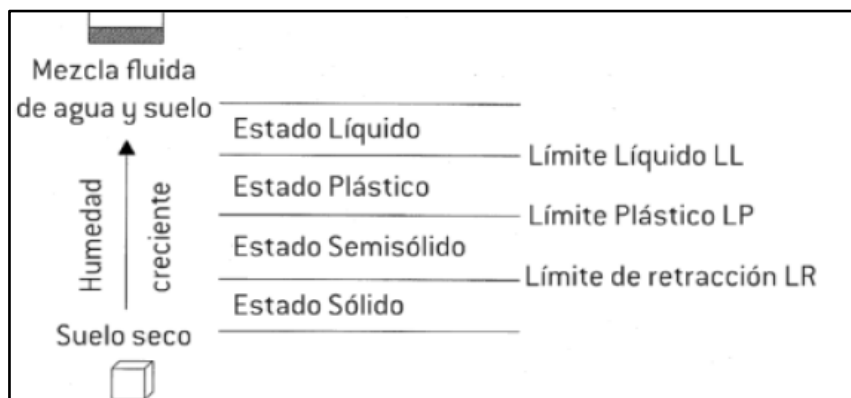 Mezcla fluida
de agua y suelo
Estado Líquido
Límite Líquido LL
Estado Plástico
Límite Plástico LP
Humedad
creciente
Estado Semisólido
Límite de retracción LR
Estado Sólido
Suelo seco